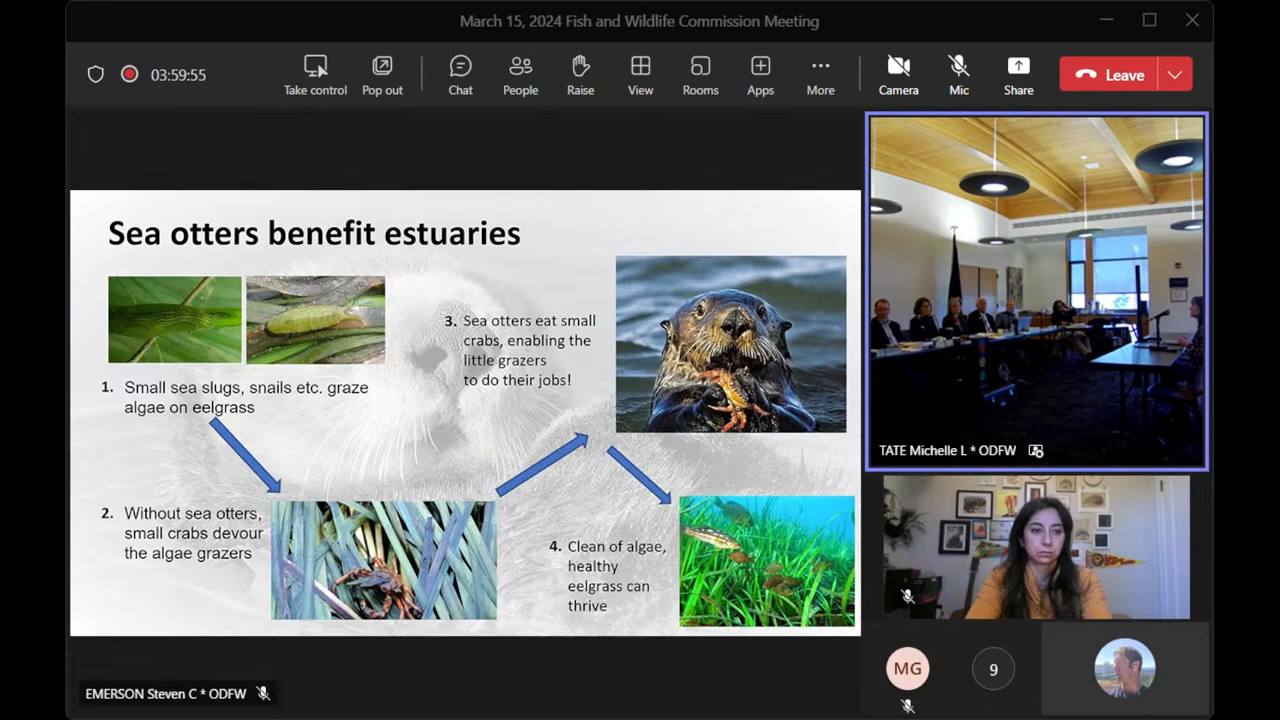 March 15, 2024 Fish and Wildlife Commission Meeting
03:59:55
Take control
Pop out
Chat
People
Raise
View
Rooms
Apps
More
Camera
Mic
Share
Leave
Sea otters benefit estuaries
1. Small sea slugs, snails etc. graze
algae on eelgrass
2. Without sea otters,
small crabs devour
the algae grazers
3. Sea otters eat small
crabs, enabling the
little grazers
to do their jobs!
4. Clean of algae,
healthy
eelgrass can
thrive
TATE Michelle L * ODFW
MG
9
EMERSON Steven C * ODFW